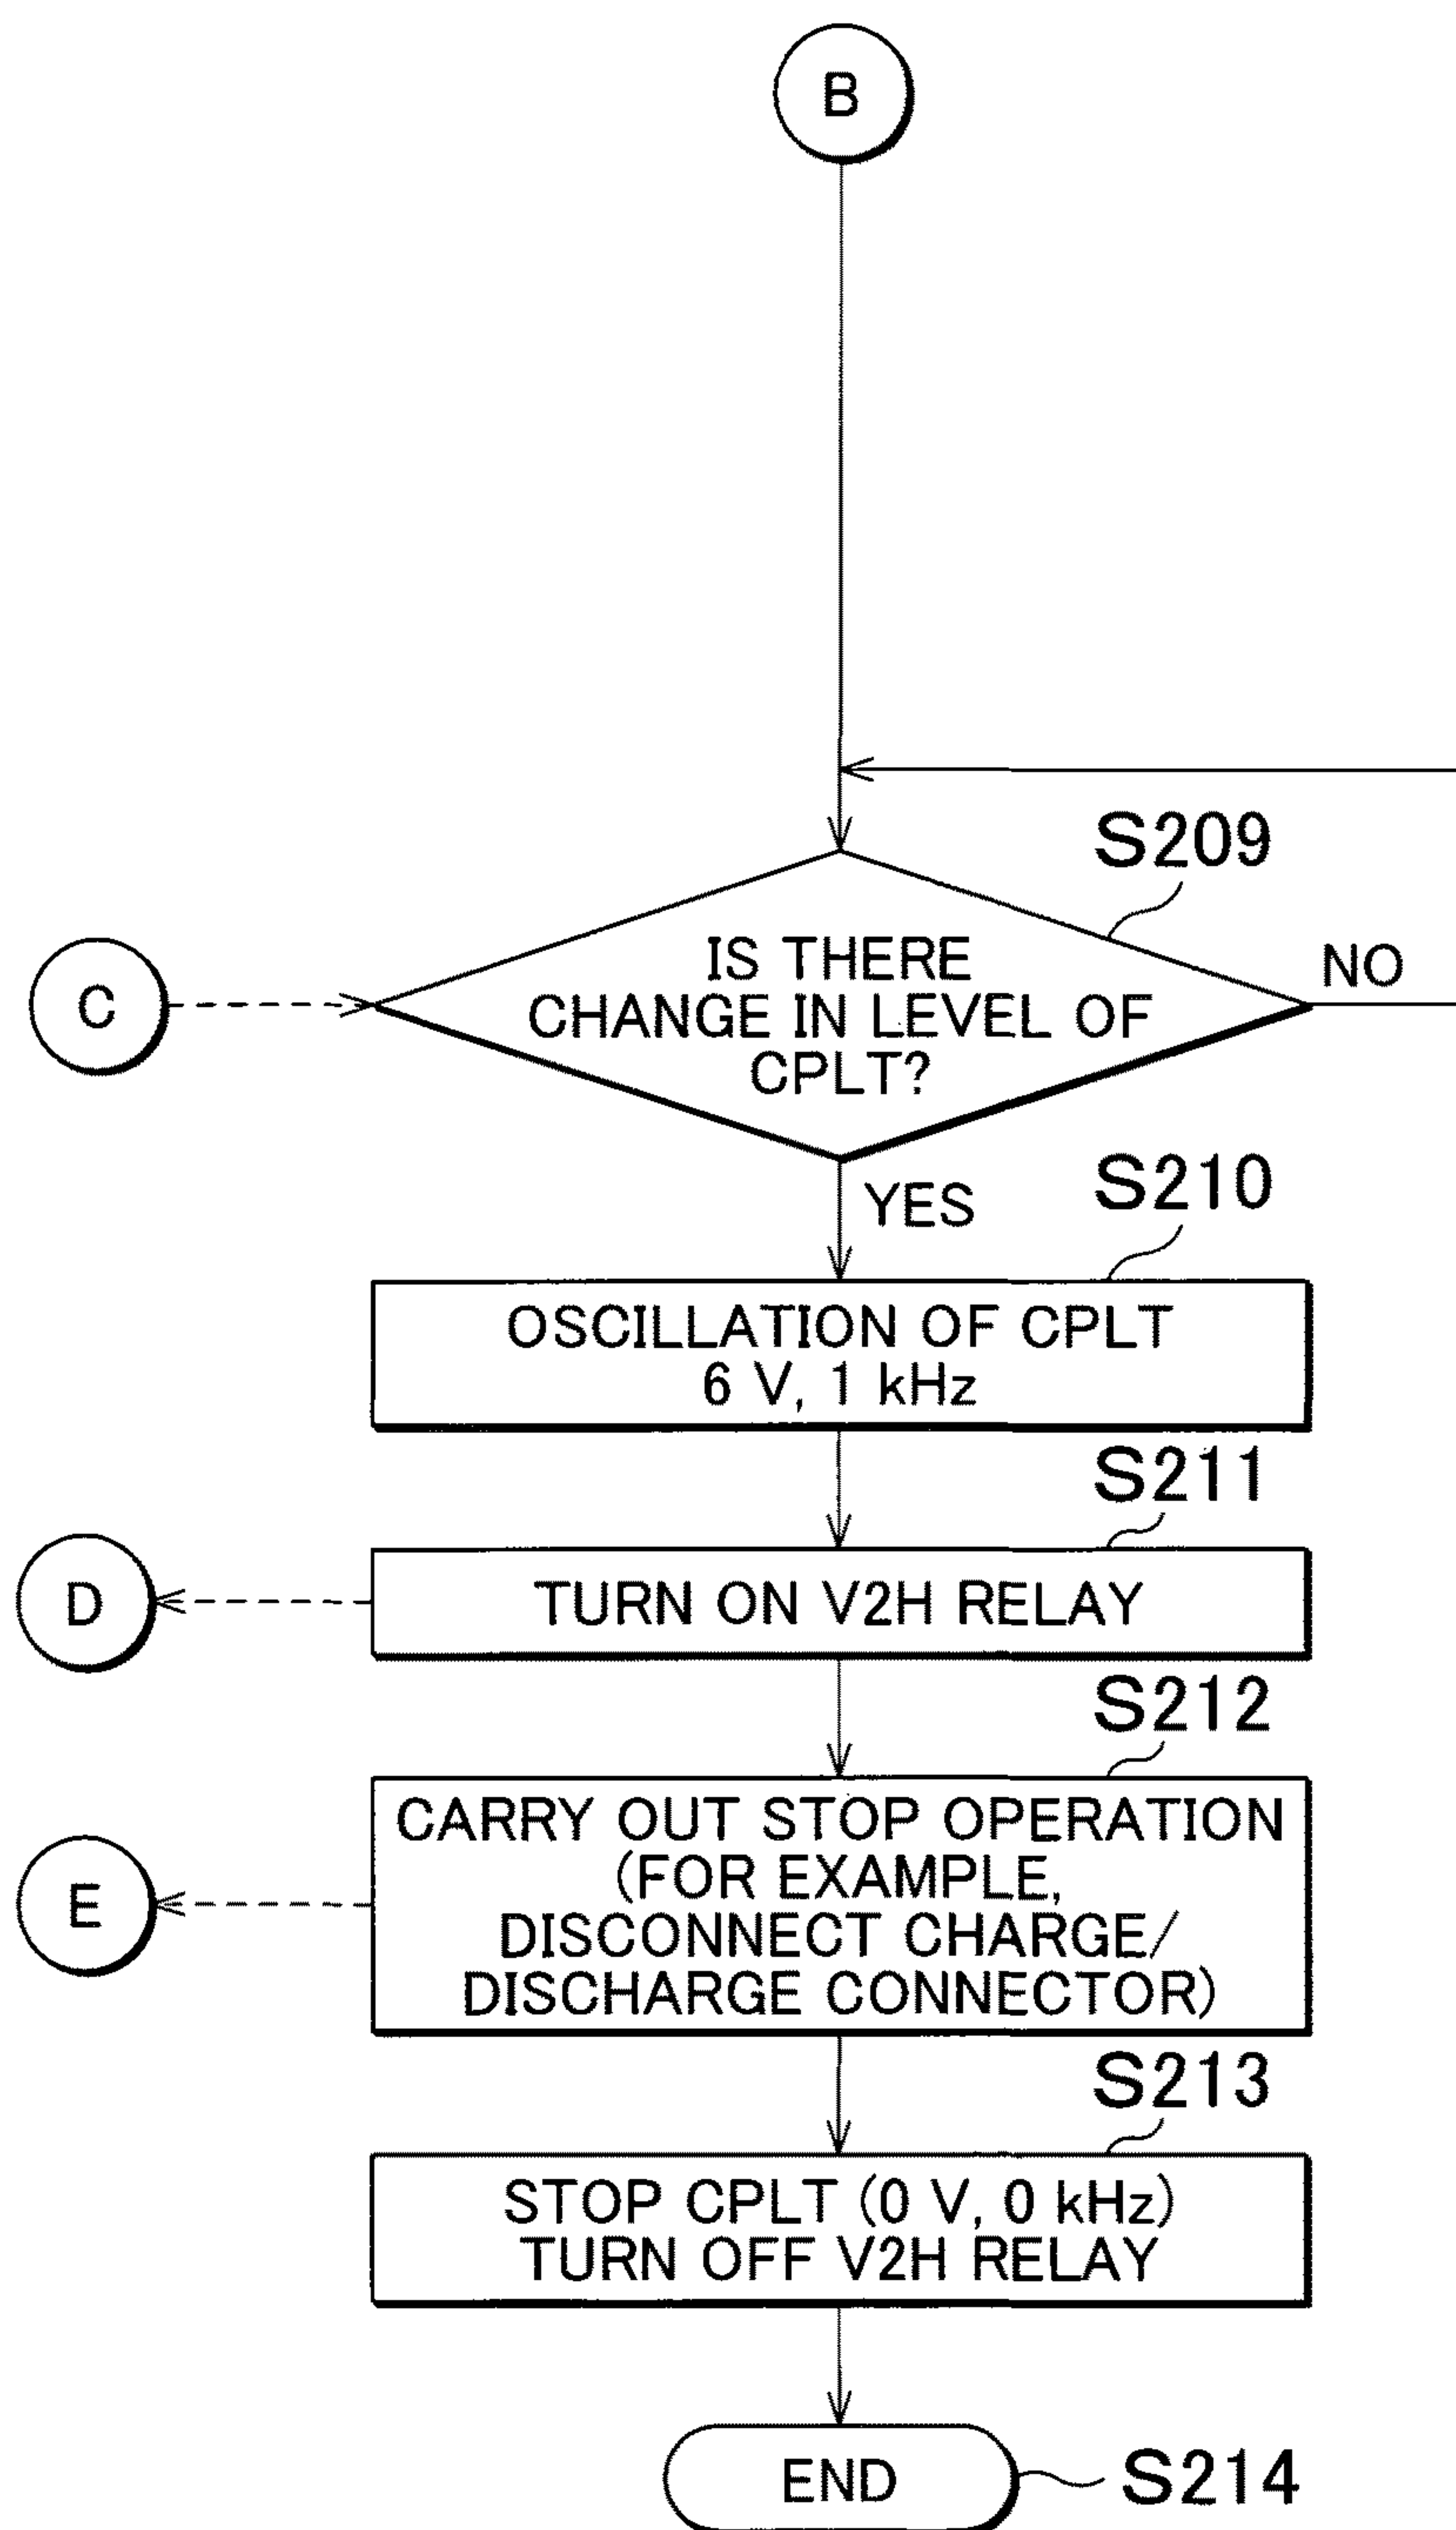 B
S209
IS THERE
CHANGE IN LEVEL OF
CPLT?
NO
C
YES
S210
OSCILLATION OF CPLT
6 V, 1 kHz
S211
D
TURN ON V2H RELAY
S212
CARRY OUT STOP OPERATION
(FOR EXAMPLE,
DISCONNECT CHARGE/
DISCHARGE CONNECTOR)
E
S213
STOP CPLT (0 V, 0 kHz)
TURN OFF V2H RELAY
END
S214